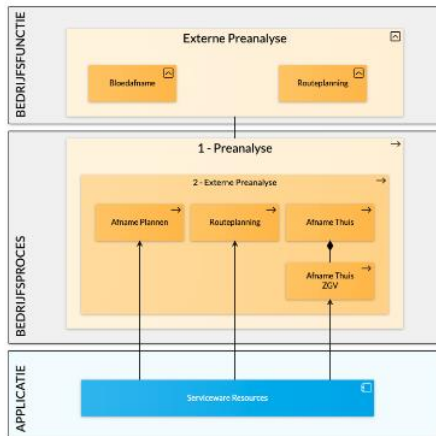 BEDRIJFSFUNCTIE
Externe Preanalyse
Bloedafname
Routeplanning
BEDRIJFSPROCES
1 - Preanalyse
2 - Externe Preanalyse
Afname Plannen
Routeplanning
Afname Thuis
Afname Thuis
ZGV
APPLICATIE
Serviceware Resources